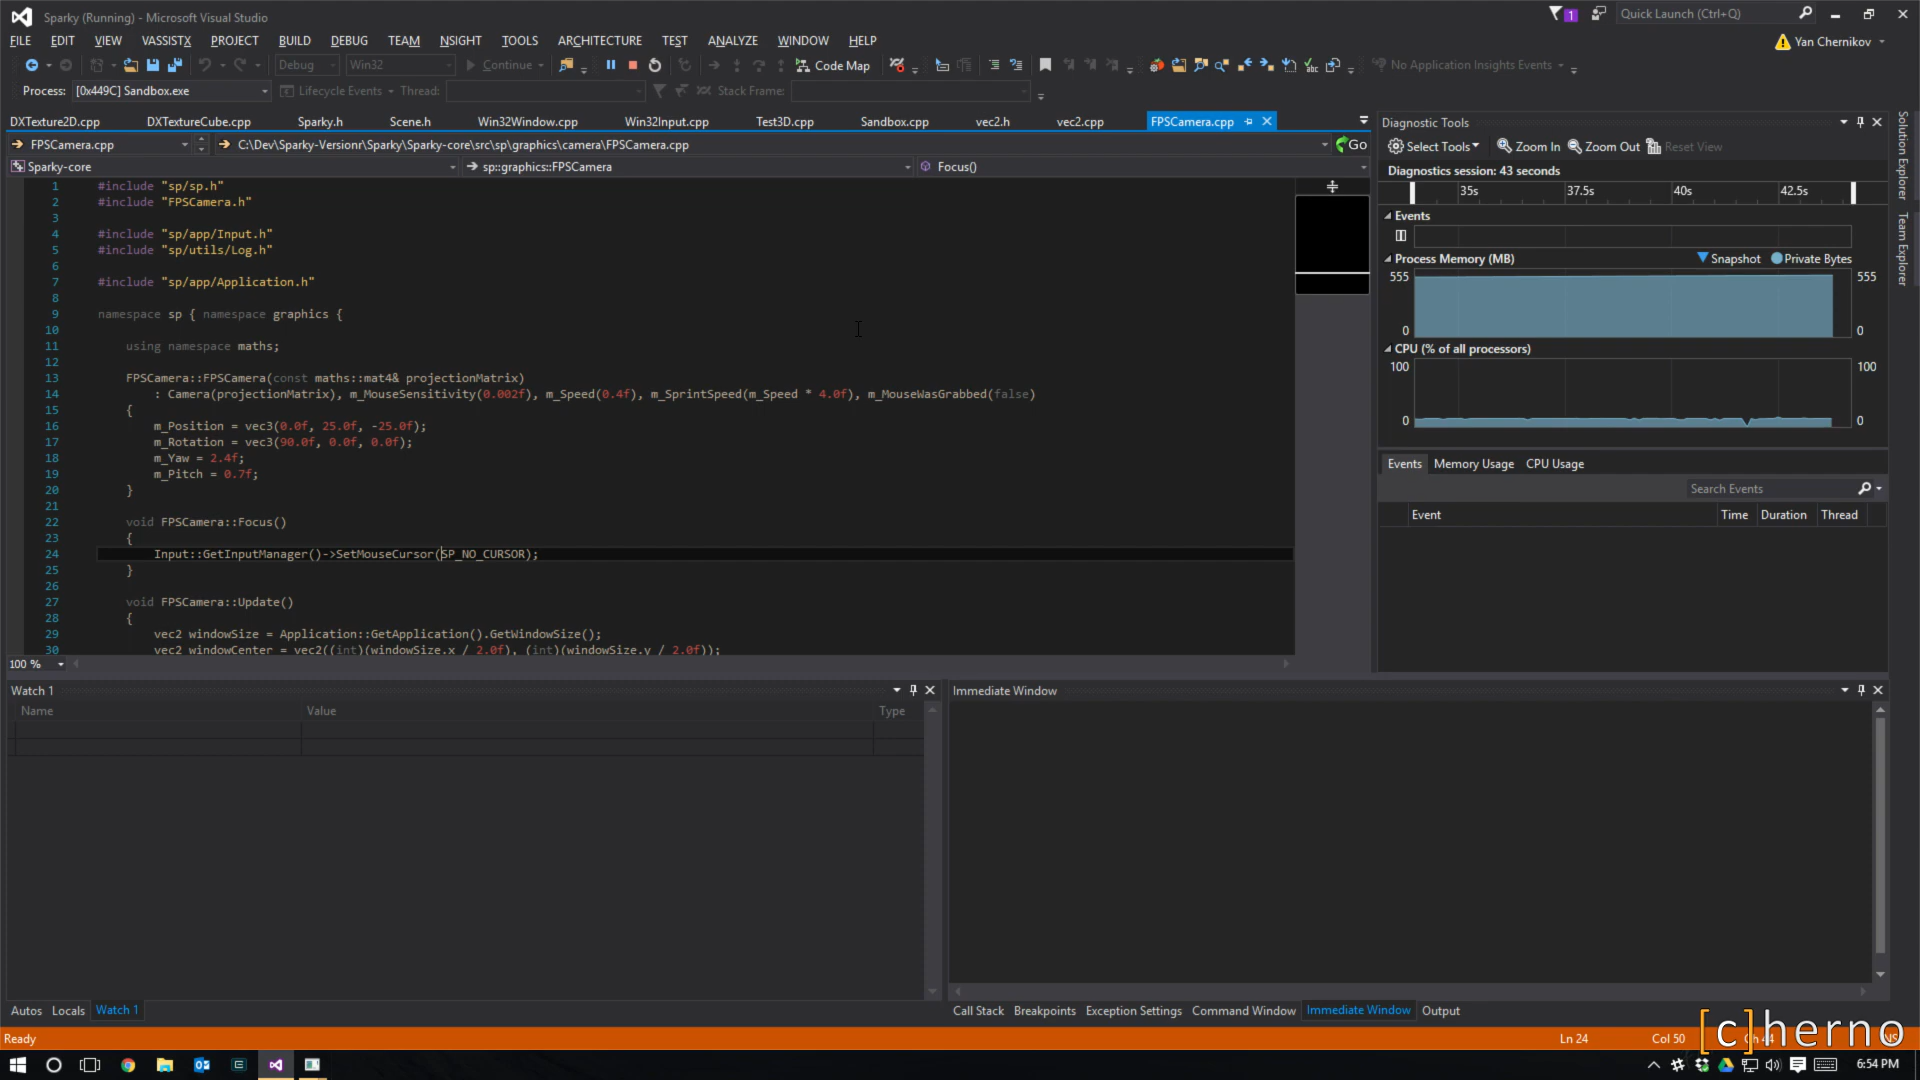 Sparky (Running) - Microsoft Visual Studio
1
Quick Launch (Ctrl+Q)
FILE EDIT VIEW VASSISTX PROJECT BUILD DEBUG TEAM NSIGHT TOOLS ARCHITECTURE TEST ANALYZE WINDOW HELP
Yan Chernikov
Debug Win32 Continue Code Map No Application Insights Events
Process: [0x449C] Sandbox.exe Lifecycle Events Thread: Stack Frame:
DXTexture2D.cpp DXTextureCube.cpp Sparky.h Scene.h Win32Window.cpp Win32Input.cpp Test3D.cpp Sandbox.cpp vec2.h vec2.cpp FPSCamera.cpp
FPSCamera.cpp C:\Dev\Sparky-Versionr\Sparky\Sparky-core\src\sp\graphics\camera\FPSCamera.cpp Go
Sparky-core sp::graphics::FPSCamera Focus()
1 #include "sp/sp.h"
2 #include "FPSCamera.h"
3
4 #include "sp/app/Input.h"
5 #include "sp/utils/Log.h"
6
7 #include "sp/app/Application.h"
8
9 namespace sp { namespace graphics {
10
11 using namespace maths;
12
13 FPSCamera::FPSCamera(const maths::mat4& projectionMatrix)
14 : Camera(projectionMatrix), m_MouseSensitivity(0.002f), m_Speed(0.4f), m_SprintSpeed(m_Speed * 4.0f), m_MouseWasGrabbed(false)
15 {
16 m_Position = vec3(0.0f, 25.0f, -25.0f);
17 m_Rotation = vec3(90.0f, 0.0f, 0.0f);
18 m_Yaw = 2.4f;
19 m_Pitch = 0.7f;
20 }
21
22 void FPSCamera::Focus()
23 {
24 Input::GetInputManager()->SetMouseCursor(SP_NO_CURSOR);
25 }
26
27 void FPSCamera::Update()
28 {
29 vec2 windowSize = Application::GetApplication().GetWindowSize();
30 vec2 windowCenter = vec2((int)(windowSize.x / 2.0f), (int)(windowSize.y / 2.0f));
100 %
Diagnostic Tools
Select Tools Zoom In Zoom Out Reset View
Diagnostics session: 43 seconds
35s 37.5s 40s 42.5s
Events
Process Memory (MB) Snapshot Private Bytes
555 555
0 0
CPU (% of all processors)
100 100
0 0
Events Memory Usage CPU Usage
Search Events
Event Time Duration Thread
Solution Explorer
Team Explorer
Watch 1
Name Value Type
Immediate Window
Autos Locals Watch 1
Call Stack Breakpoints Exception Settings Command Window Immediate Window Output
Ready Ln 24 Col 50
[c]herno
6:54 PM